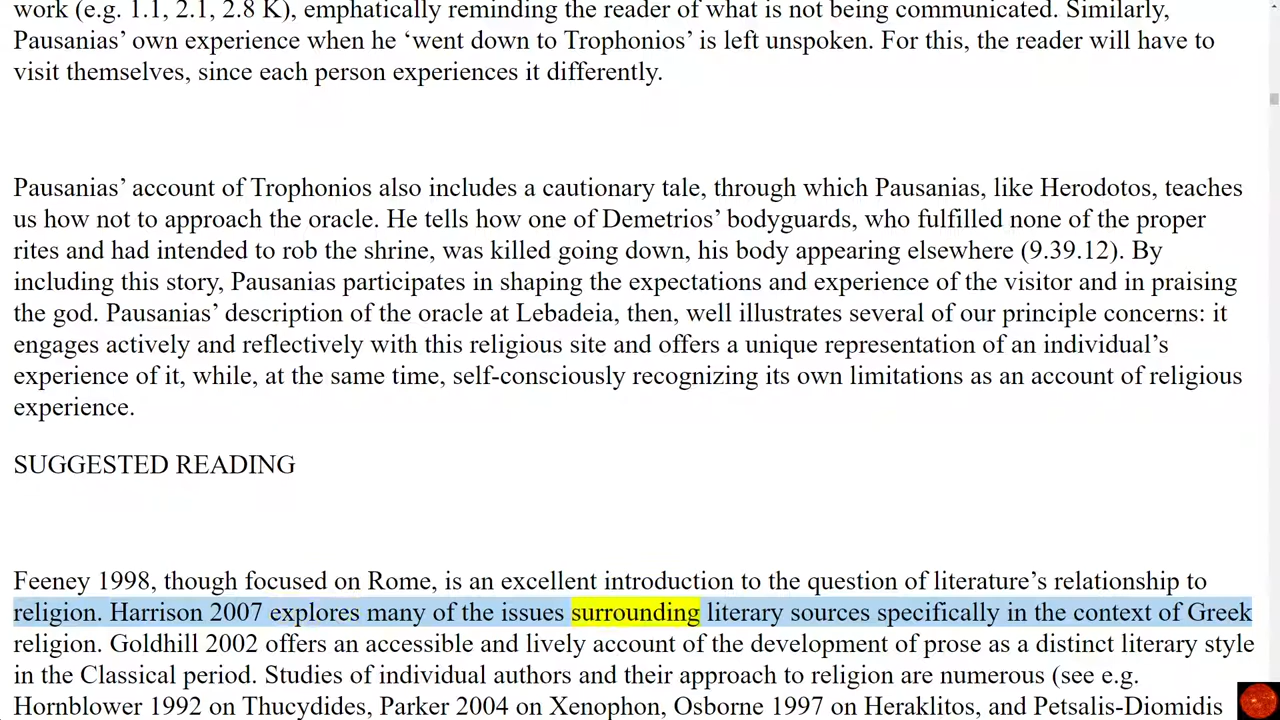 work (e.g. 1.1, 2.1, 2.8 K), emphatically reminding the reader of what is not being communicated. Similarly,
Pausanias’ own experience when he ‘went down to Trophonios’ is left unspoken. For this, the reader will have to
visit themselves, since each person experiences it differently.
Pausanias’ account of Trophonios also includes a cautionary tale, through which Pausanias, like Herodotos, teaches
us how not to approach the oracle. He tells how one of Demetrios’ bodyguards, who fulfilled none of the proper
rites and had intended to rob the shrine, was killed going down, his body appearing elsewhere (9.39.12). By
including this story, Pausanias participates in shaping the expectations and experience of the visitor and in praising
the god. Pausanias’ description of the oracle at Lebadeia, then, well illustrates several of our principle concerns: it
engages actively and reflectively with this religious site and offers a unique representation of an individual’s
experience of it, while, at the same time, self-consciously recognizing its own limitations as an account of religious
experience.
SUGGESTED READING
Feeney 1998, though focused on Rome, is an excellent introduction to the question of literature’s relationship to
religion. Harrison 2007 explores many of the issues surrounding literary sources specifically in the context of Greek
religion. Goldhill 2002 offers an accessible and lively account of the development of prose as a distinct literary style
in the Classical period. Studies of individual authors and their approach to religion are numerous (see e.g.
Hornblower 1992 on Thucydides, Parker 2004 on Xenophon, Osborne 1997 on Heraklitos, and Petsalis-Diomidis